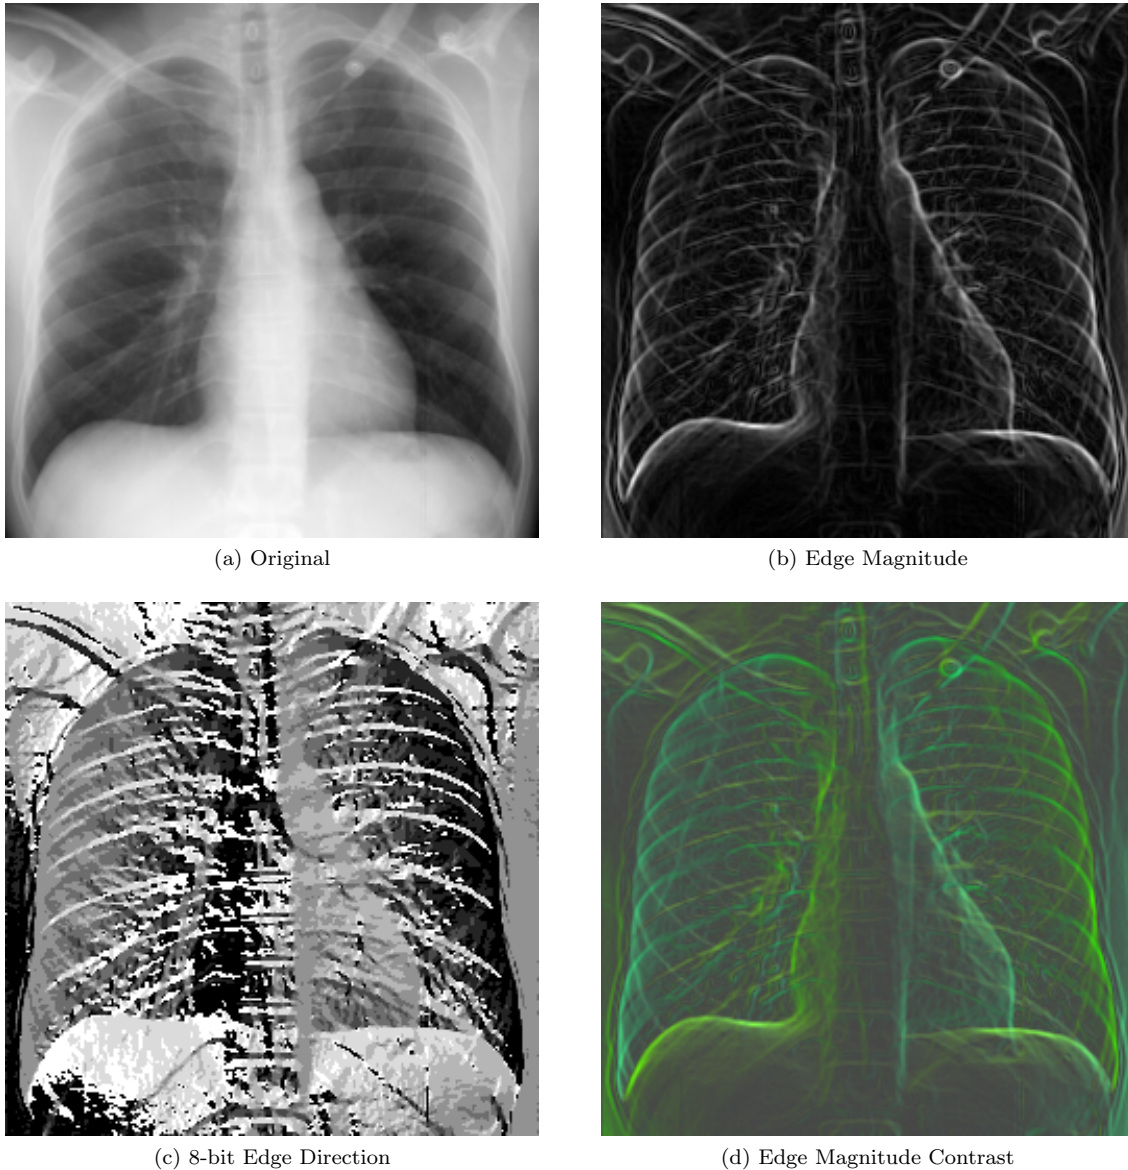 (a) Original
(b) Edge Magnitude
(c) 8-bit Edge Direction
(d) Edge Magnitude Contrast